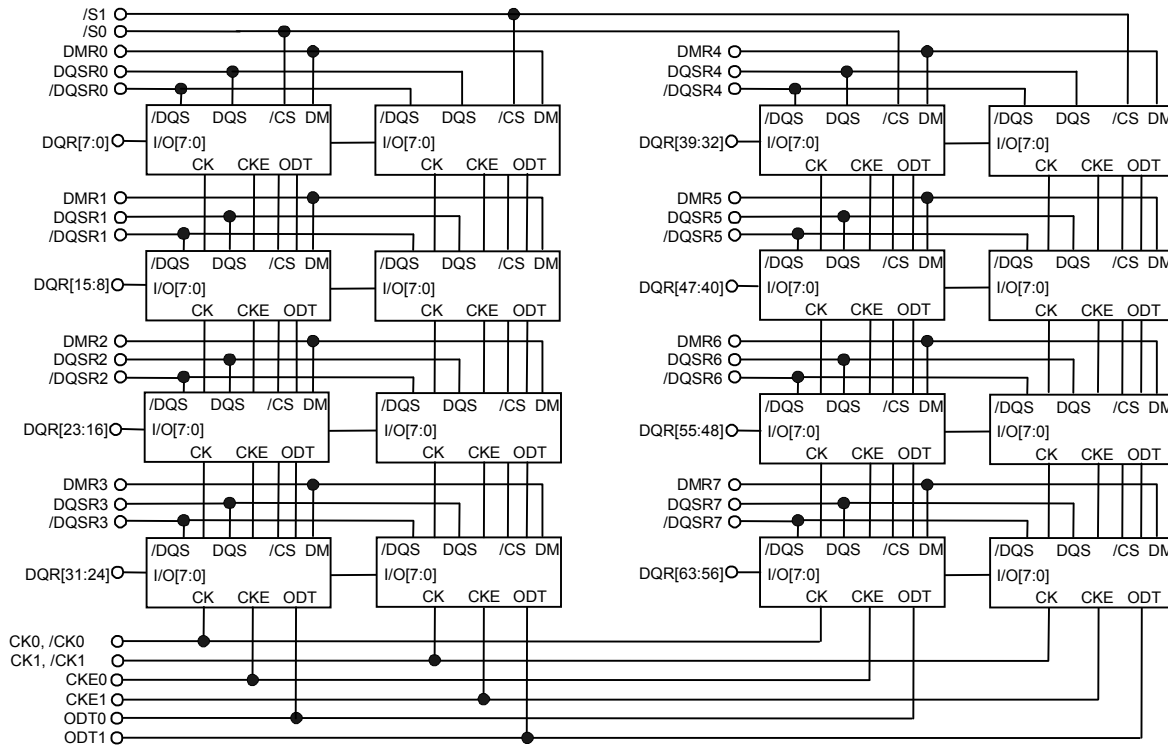 /S1
/S0
DMR0
DMR4
DQSR0
DQSR4
/DQSR0
/DQSR4
/DQS DQS /CS DM
/DQS DQS /CS DM
/DQS DQS /CS DM
/DQS DQS /CS DM
DQR[7:0]
I/O[7:0]
I/O[7:0]
DQR[39:32]
I/O[7:0]
I/O[7:0]
CK CKE ODT
CK CKE ODT
CK CKE ODT
CK CKE ODT
DMR1
DMR5
DQSR1
DQSR5
/DQSR1
/DQSR5
/DQS DQS /CS DM
/DQS DQS /CS DM
/DQS DQS /CS DM
/DQS DQS /CS DM
DQR[15:8]
I/O[7:0]
I/O[7:0]
DQR[47:40]
I/O[7:0]
I/O[7:0]
CK CKE ODT
CK CKE ODT
CK CKE ODT
CK CKE ODT
DMR2
DMR6
DQSR2
DQSR6
/DQSR2
/DQSR6
/DQS DQS /CS DM
/DQS DQS /CS DM
/DQS DQS /CS DM
/DQS DQS /CS DM
DQR[23:16]
I/O[7:0]
I/O[7:0]
DQR[55:48]
I/O[7:0]
I/O[7:0]
CK CKE ODT
CK CKE ODT
CK CKE ODT
CK CKE ODT
DMR3
DMR7
DQSR3
DQSR7
/DQSR3
/DQSR7
/DQS DQS /CS DM
/DQS DQS /CS DM
/DQS DQS /CS DM
/DQS DQS /CS DM
DQR[31:24]
I/O[7:0]
I/O[7:0]
DQR[63:56]
I/O[7:0]
I/O[7:0]
CK CKE ODT
CK CKE ODT
CK CKE ODT
CK CKE ODT
CK0, /CK0
CK1, /CK1
CKE0
CKE1
ODT0
ODT1